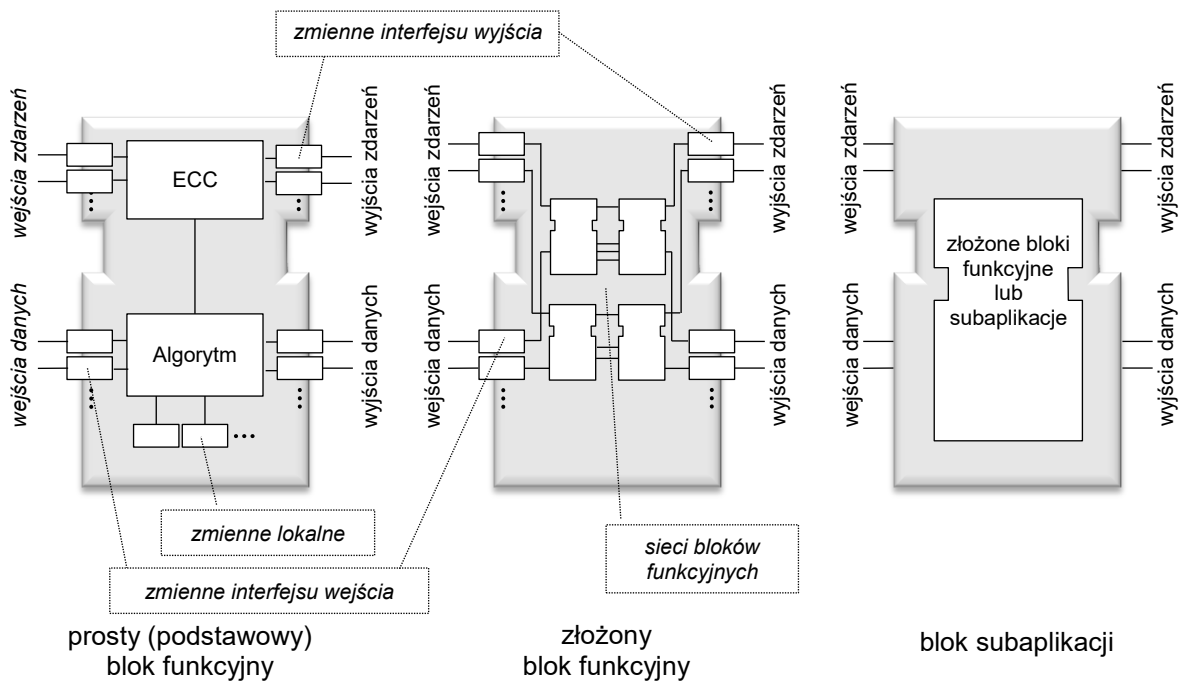 zmienne interfejsu wyjścia
wejścia zdarzeń
wyjścia zdarzeń
wejścia danych
wyjścia danych
ECC
Algorytm
zmienne lokalne
zmienne interfejsu wejścia
prosty (podstawowy)
blok funkcyjny
wejścia zdarzeń
wyjścia zdarzeń
wejścia danych
wyjścia danych
sieci bloków
funkcyjnych
złożony
blok funkcyjny
wejścia zdarzeń
wyjścia zdarzeń
wejścia danych
wyjścia danych
złożone bloki
funkcyjne
lub
subaplikacje
blok subaplikacji